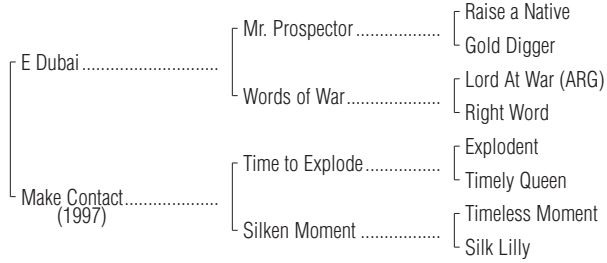 Raise a Native
Mr. Prospector..................
Gold Digger
E Dubai.............................
Lord At War (ARG)
Words of War....................
Right Word
Explodent
Time to Explode................
Timely Queen
Make Contact....................
(1997)
Timeless Moment
Silken Moment .................
Silk Lilly